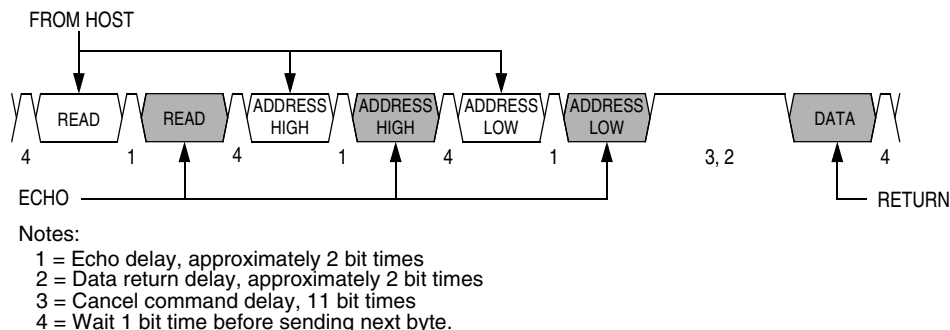 FROM HOST
READ READ ADDRESS HIGH ADDRESS HIGH ADDRESS LOW ADDRESS LOW DATA
4 1 4 1 4 1 3, 2 4
ECHO RETURN
Notes:
1 = Echo delay, approximately 2 bit times
2 = Data return delay, approximately 2 bit times
3 = Cancel command delay, 11 bit times
4 = Wait 1 bit time before sending next byte.